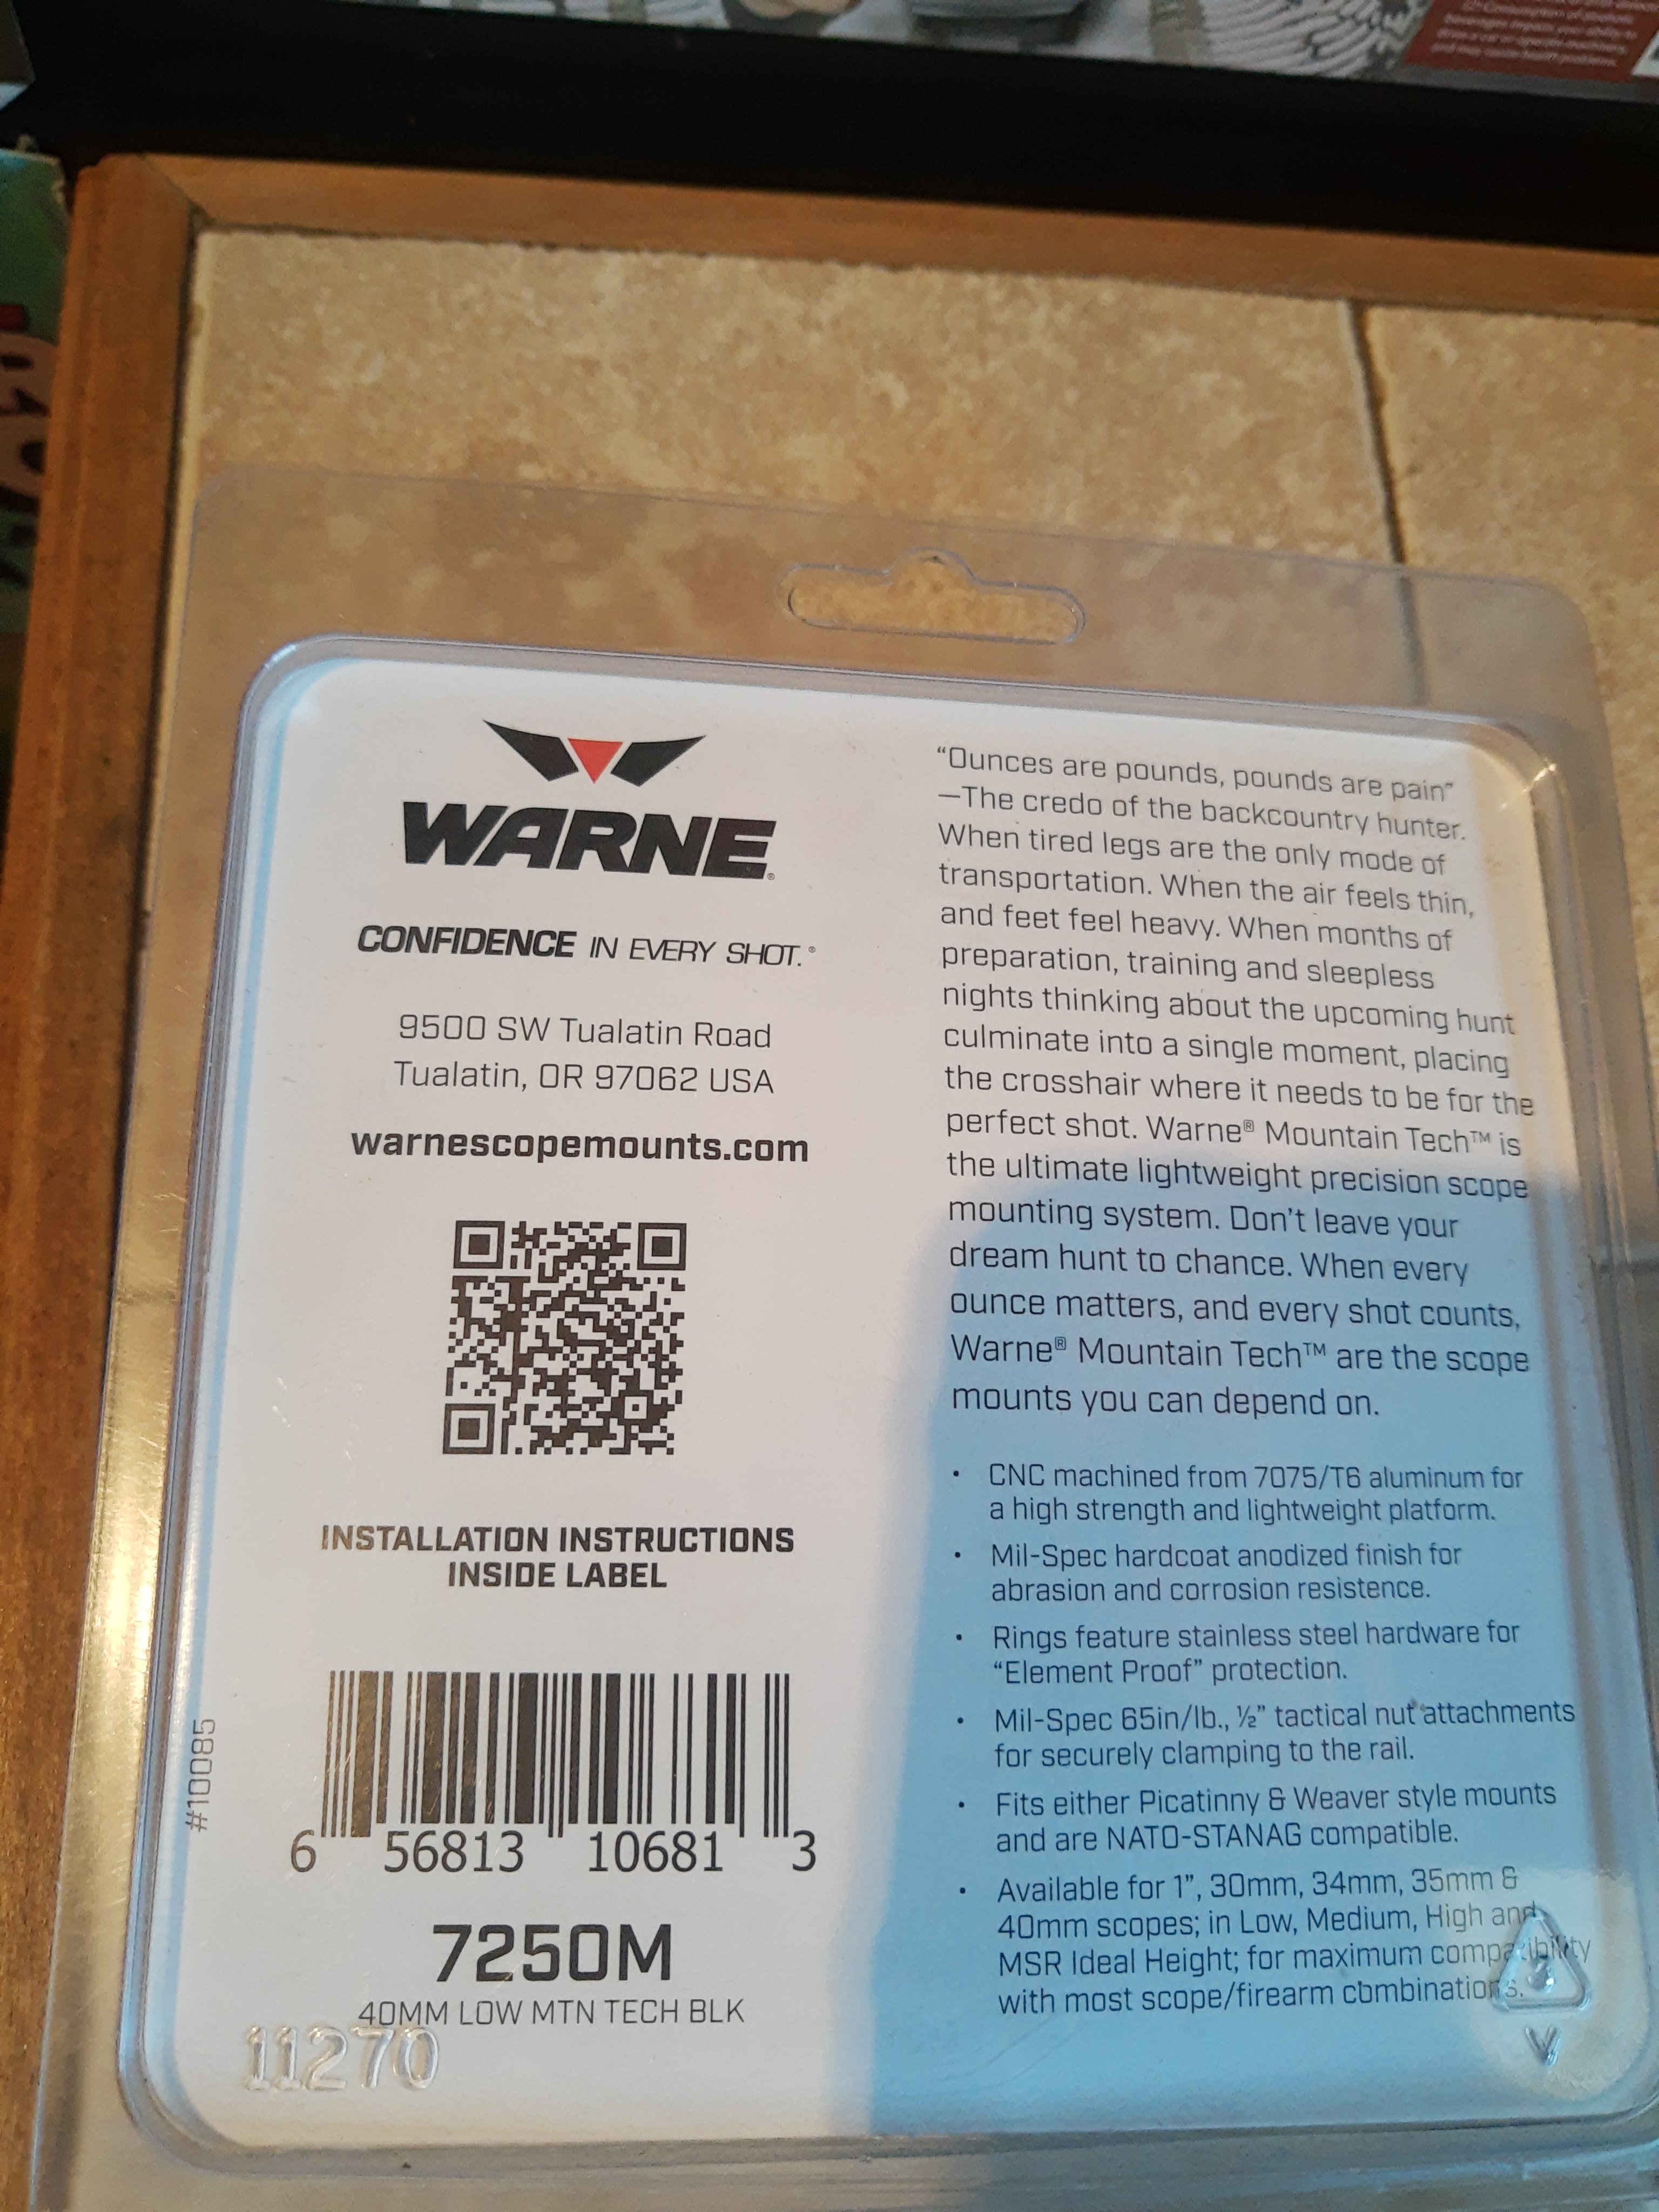 WARNE®
CONFIDENCE IN EVERY SHOT.®
9500 SW Tualatin Road
Tualatin, OR 97062 USA
warnescopemounts.com
INSTALLATION INSTRUCTIONS
INSIDE LABEL
#10085
6 56813 10681 3
7250M
40MM LOW MTN TECH BLK
11270
“Ounces are pounds, pounds are pain”
—The credo of the backcountry hunter.
When tired legs are the only mode of
transportation. When the air feels thin,
and feet feel heavy. When months of
preparation, training and sleepless
nights thinking about the upcoming hunt
culminate into a single moment, placing
the crosshair where it needs to be for the
perfect shot. Warne® Mountain Tech™ is
the ultimate lightweight precision scope
mounting system. Don’t leave your
dream hunt to chance. When every
ounce matters, and every shot counts,
Warne® Mountain Tech™ are the scope
mounts you can depend on.
• CNC machined from 7075/T6 aluminum for
a high strength and lightweight platform.
• Mil-Spec hardcoat anodized finish for
abrasion and corrosion resistence.
• Rings feature stainless steel hardware for
“Element Proof” protection.
• Mil-Spec 65in/lb., ½” tactical nut attachments
for securely clamping to the rail.
• Fits either Picatinny & Weaver style mounts
and are NATO-STANAG compatible.
• Available for 1”, 30mm, 34mm, 35mm &
40mm scopes; in Low, Medium, High and
MSR Ideal Height; for maximum compatibility
with most scope/firearm combinations.
3
V